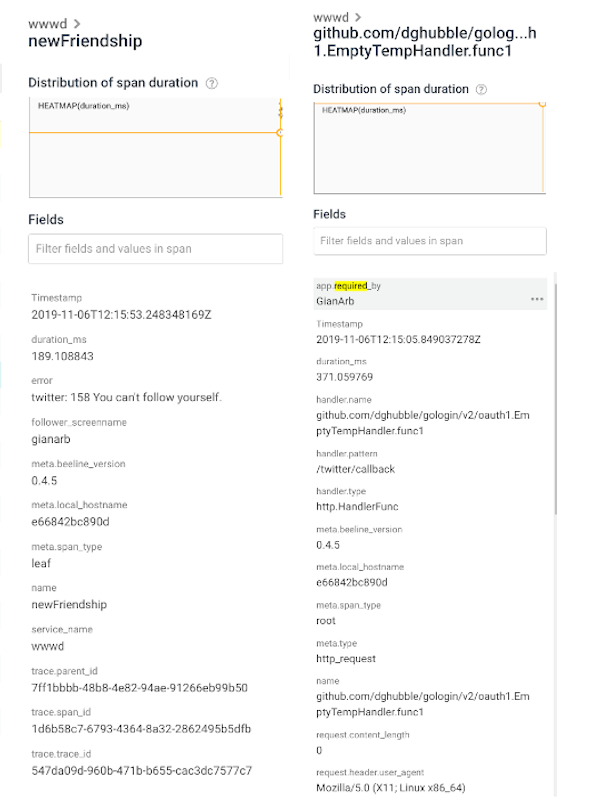 wwwd >
newFriendship
Distribution of span duration ?
HEATMAP(duration_ms)
Fields
Filter fields and values in span
Timestamp
2019-11-06T12:15:53.248348169Z
duration_ms
189.108843
error
twitter: 158 You can't follow yourself.
follower_screenname
gianarb
meta.beeline_version
0.4.5
meta.local_hostname
e66842bc890d
meta.span_type
leaf
name
newFriendship
service_name
wwwd
trace.parent_id
7ff1bbbb-48b8-4e82-94ae-91266eb99b50
trace.span_id
1d6b58c7-6793-4364-8a32-2862495b5dfb
trace.trace_id
547da09d-960b-471b-b655-cac3dc7577c7
wwwd >
github.com/dghubble/golog...h
1.EmptyTempHandler.func1
Distribution of span duration ?
HEATMAP(duration_ms)
Fields
Filter fields and values in span
app.required_by
GianArb
Timestamp
2019-11-06T12:15:05.849037278Z
duration_ms
371.059769
handler.name
github.com/dghubble/gologin/v2/oauth1.Em
ptyTempHandler.func1
handler.pattern
/twitter/callback
handler.type
http.HandlerFunc
meta.beeline_version
0.4.5
meta.local_hostname
e66842bc890d
meta.span_type
root
meta.type
http_request
name
github.com/dghubble/gologin/v2/oauth1.Em
ptyTempHandler.func1
request.content_length
0
request.header.user_agent
Mozilla/5.0 (X11; Linux x86_64)